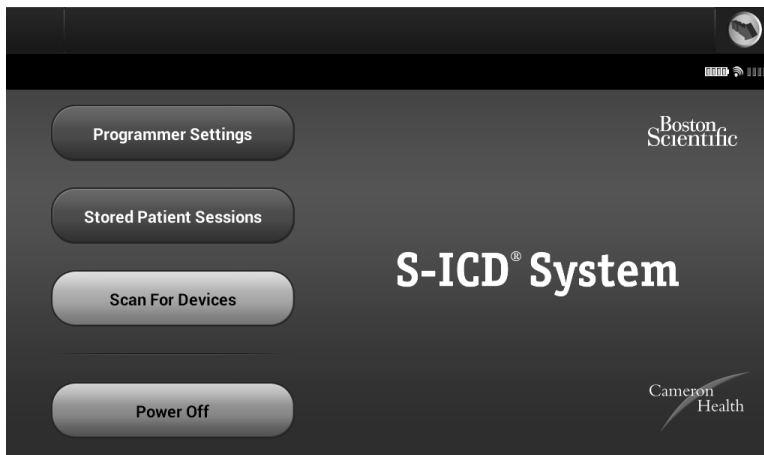 Programmer Settings
Boston
Scientific
Stored Patient Sessions
S-ICD® System
Scan For Devices
Cameron
Health
Power Off